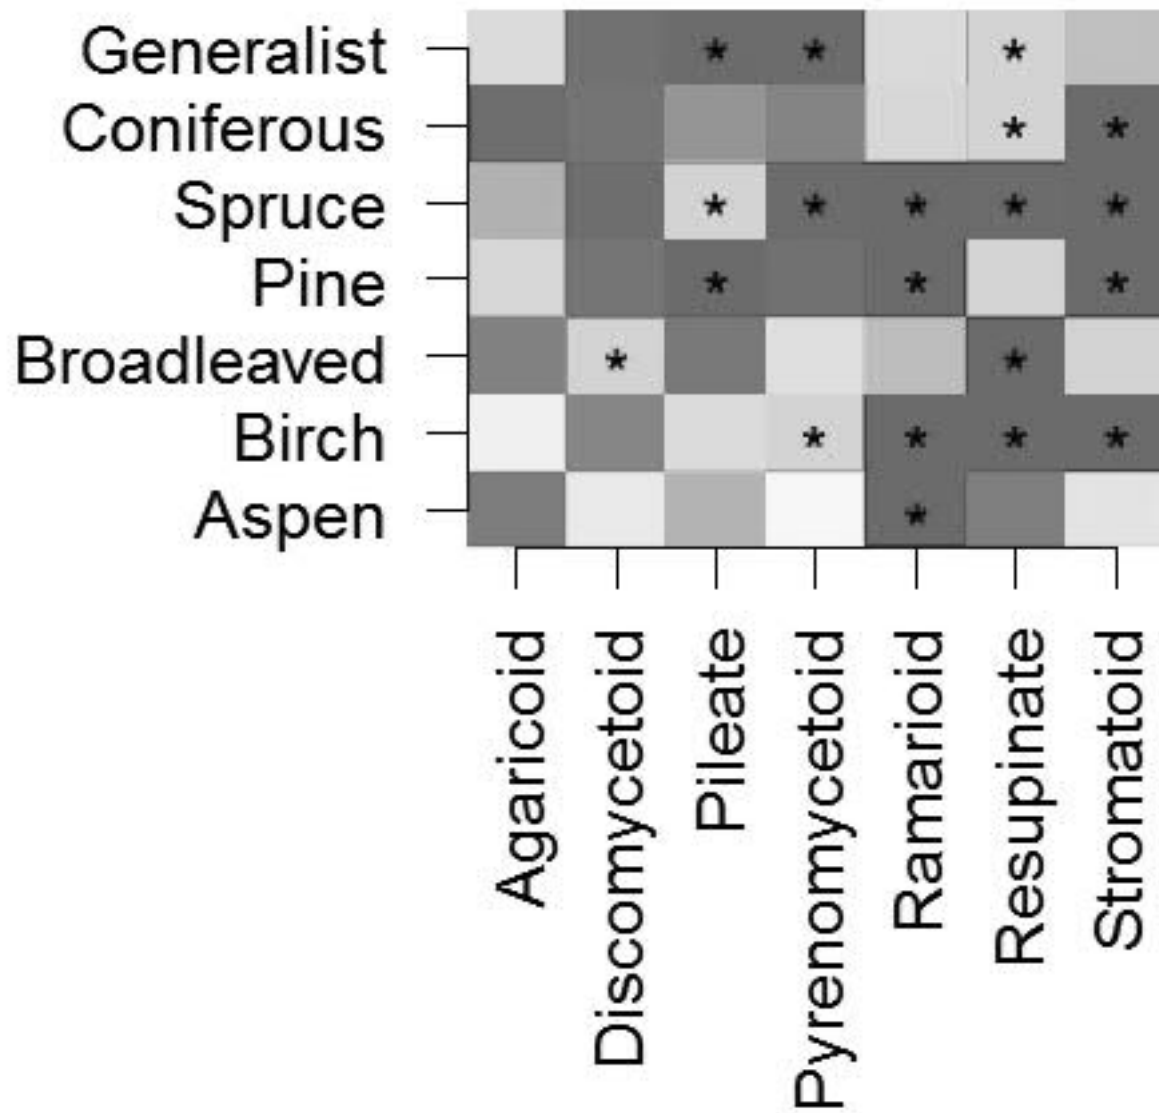 Generalist * * *
Coniferous * *
Spruce * * * * *
Pine * * *
Broadleaved * *
Birch * * * *
Aspen *
Agaricoid
Discomycetoid
Pileate
Pyrenomycetoid
Ramarioid
Resupinate
Stromatoid